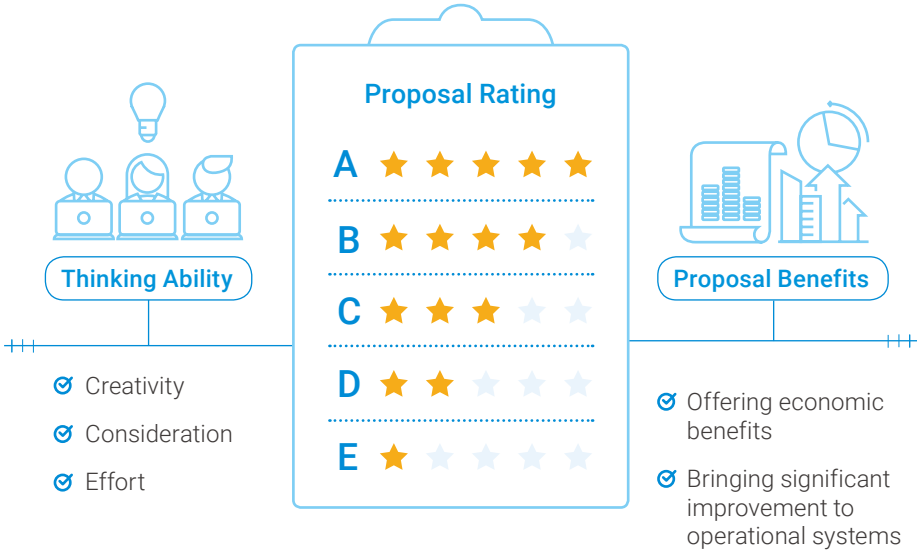 Proposal Rating
A
B
C
D
E
Thinking Ability
Creativity
Consideration
Effort
Proposal Benefits
Offering economic
benefits
Bringing significant
improvement to
operational systems